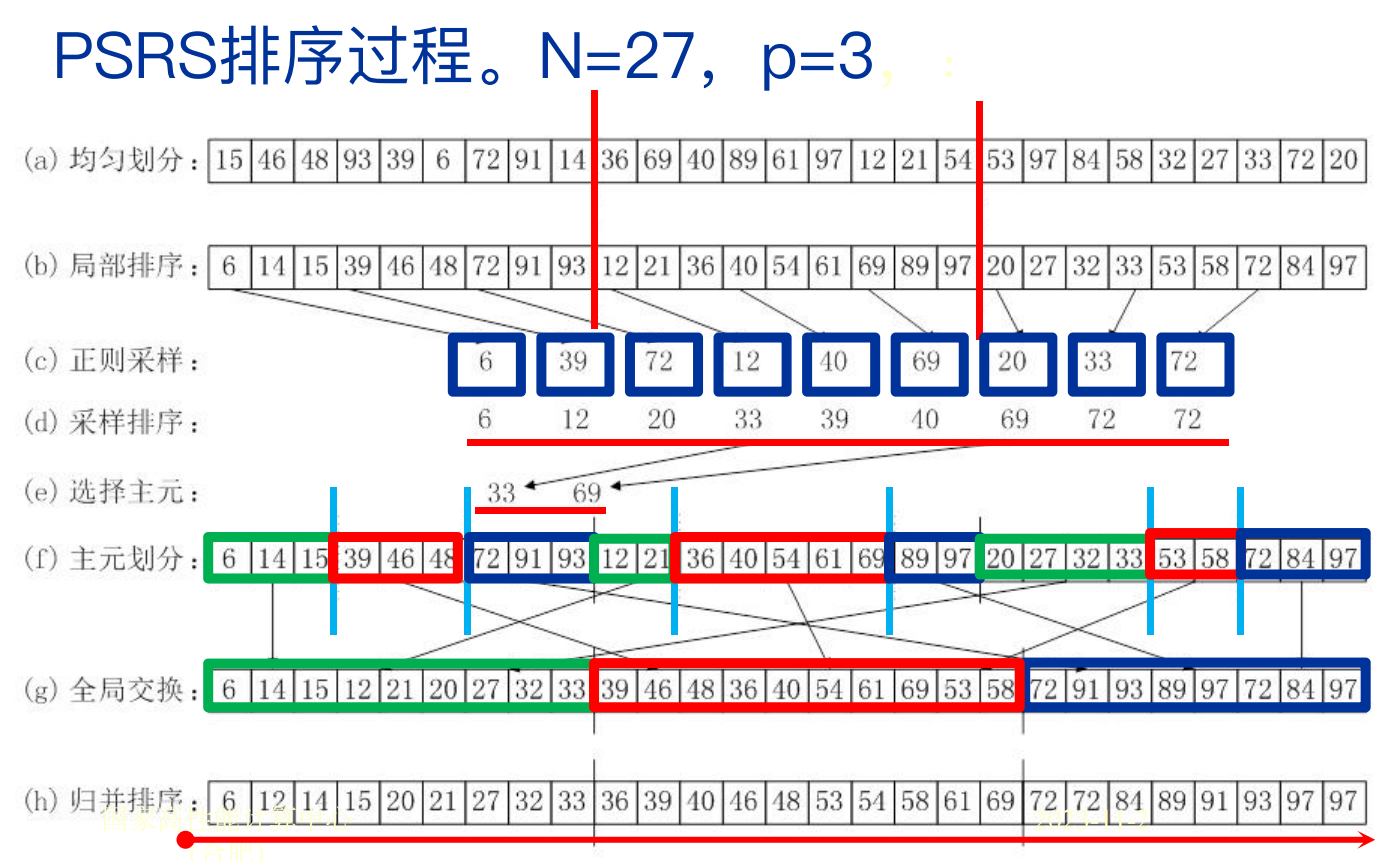 PSRS排序过程。N=27，p=3，：
(a) 均匀划分： 15 46 48 93 39 6 72 91 14 36 69 40 89 61 97 12 21 54 53 97 84 58 32 27 33 72 20
(b) 局部排序： 6 14 15 39 46 48 72 91 93 12 21 36 40 54 61 69 89 97 20 27 32 33 53 58 72 84 97
(c) 正则采样： 6 39 72 12 40 69 20 33 72
(d) 采样排序： 6 12 20 33 39 40 69 72 72
(e) 选择主元： 33 69
(f) 主元划分： 6 14 15 39 46 48 72 91 93 12 21 36 40 54 61 69 89 97 20 27 32 33 53 58 72 84 97
(g) 全局交换： 6 14 15 12 21 20 27 32 33 39 46 48 36 40 54 61 69 53 58 72 91 93 89 97 72 84 97
(h) 归并排序： 6 12 14 15 20 21 27 32 33 36 39 40 46 48 53 54 58 61 69 72 72 84 89 91 93 97 97